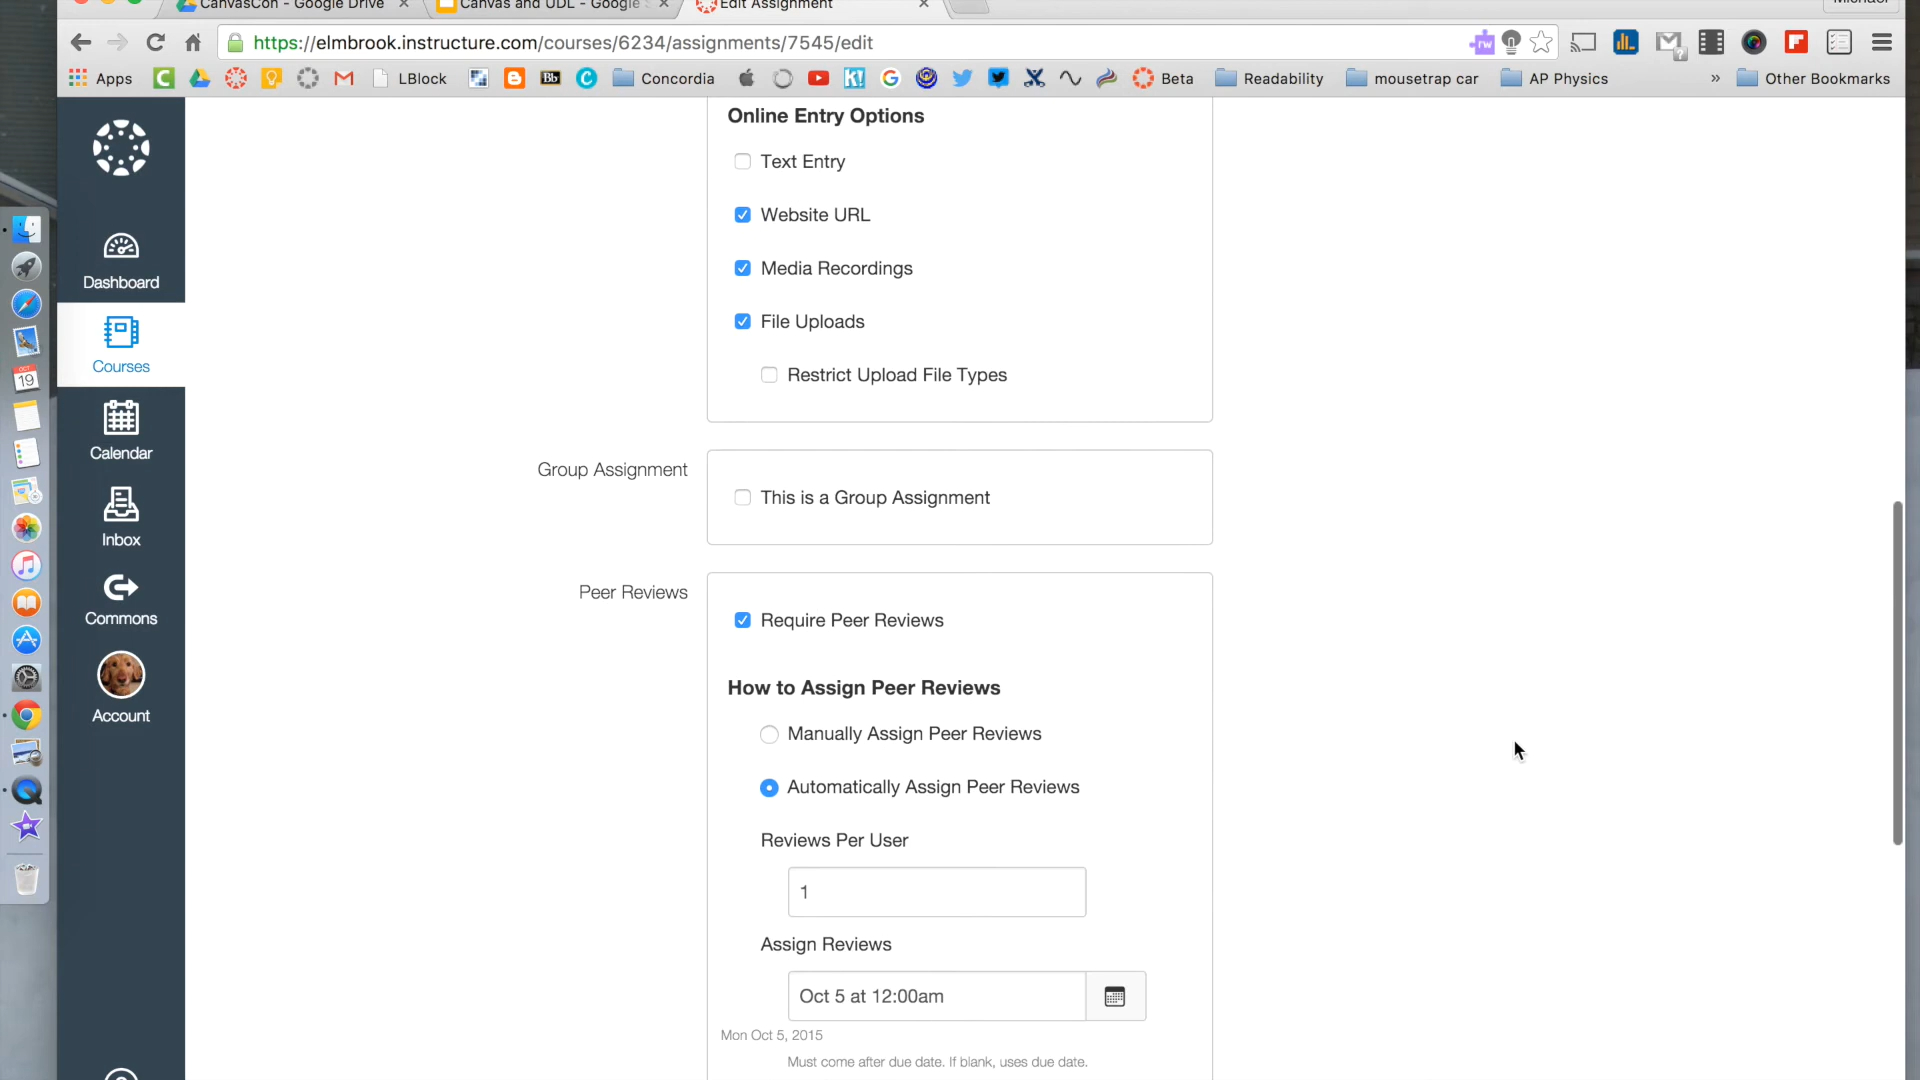 CanvasCon - Google Drive
Canvas and UDL - Google S
Edit Assignment
Michael
https://elmbrook.instructure.com/courses/6234/assignments/7545/edit
Apps LBlock Bb Concordia K! G Beta Readability mousetrap car AP Physics » Other Bookmarks
Online Entry Options
Text Entry
Website URL
Media Recordings
File Uploads
Restrict Upload File Types
Group Assignment
This is a Group Assignment
Peer Reviews
Require Peer Reviews
How to Assign Peer Reviews
Manually Assign Peer Reviews
Automatically Assign Peer Reviews
Reviews Per User
1
Assign Reviews
Oct 5 at 12:00am
Mon Oct 5, 2015
Must come after due date. If blank, uses due date.
Dashboard
Courses
Calendar
Inbox
Commons
Account
OCT
19